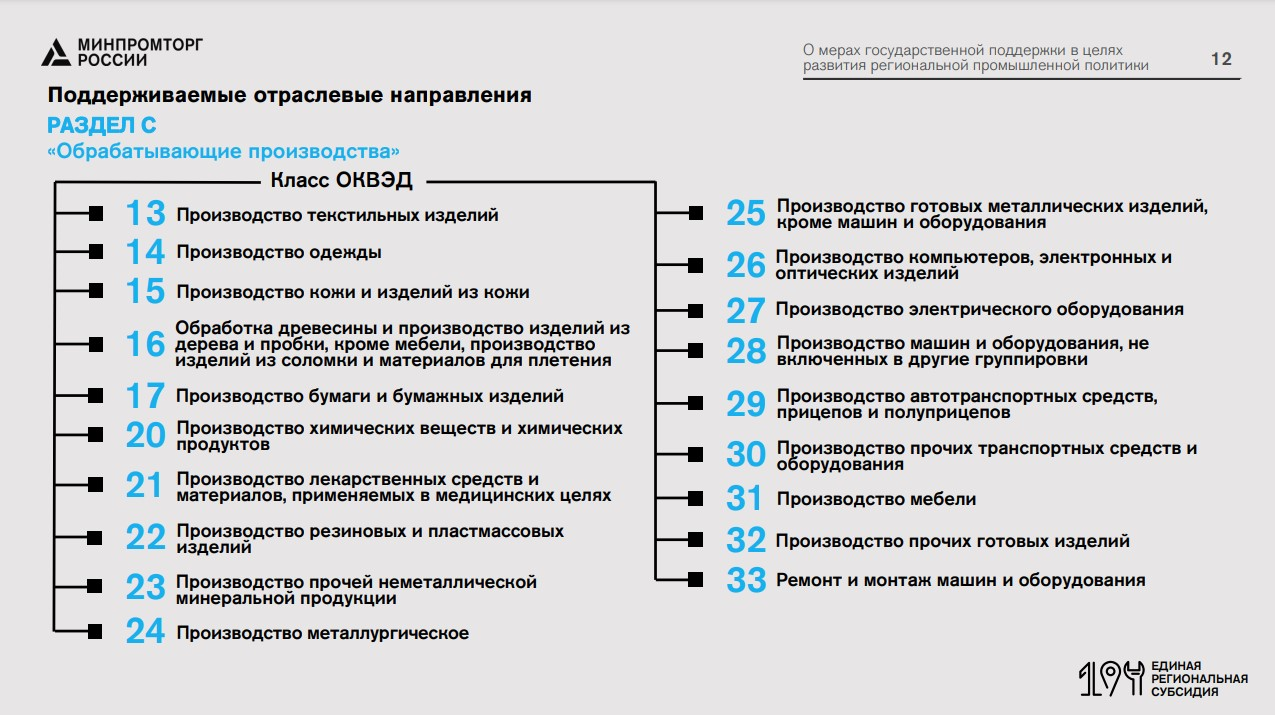 МИНПРОМТОРГ
РОССИИ
О мерах государственной поддержки в целях
развития региональной промышленной политики
12
Поддерживаемые отраслевые направления
РАЗДЕЛ С
«Обрабатывающие производства»
Класс ОКВЭД
13 Производство текстильных изделий
14 Производство одежды
15 Производство кожи и изделий из кожи
16 Обработка древесины и производство изделий из
дерева и пробки, кроме мебели, производство
изделий из соломки и материалов для плетения
17 Производство бумаги и бумажных изделий
20 Производство химических веществ и химических
продуктов
21 Производство лекарственных средств и
материалов, применяемых в медицинских целях
22 Производство резиновых и пластмассовых
изделий
23 Производство прочей неметаллической
минеральной продукции
24 Производство металлургическое
25 Производство готовых металлических изделий,
кроме машин и оборудования
26 Производство компьютеров, электронных и
оптических изделий
27 Производство электрического оборудования
28 Производство машин и оборудования, не
включенных в другие группировки
29 Производство автотранспортных средств,
прицепов и полуприцепов
30 Производство прочих транспортных средств и
оборудования
31 Производство мебели
32 Производство прочих готовых изделий
33 Ремонт и монтаж машин и оборудования
ЕДИНАЯ
РЕГИОНАЛЬНАЯ
СУБСИДИЯ